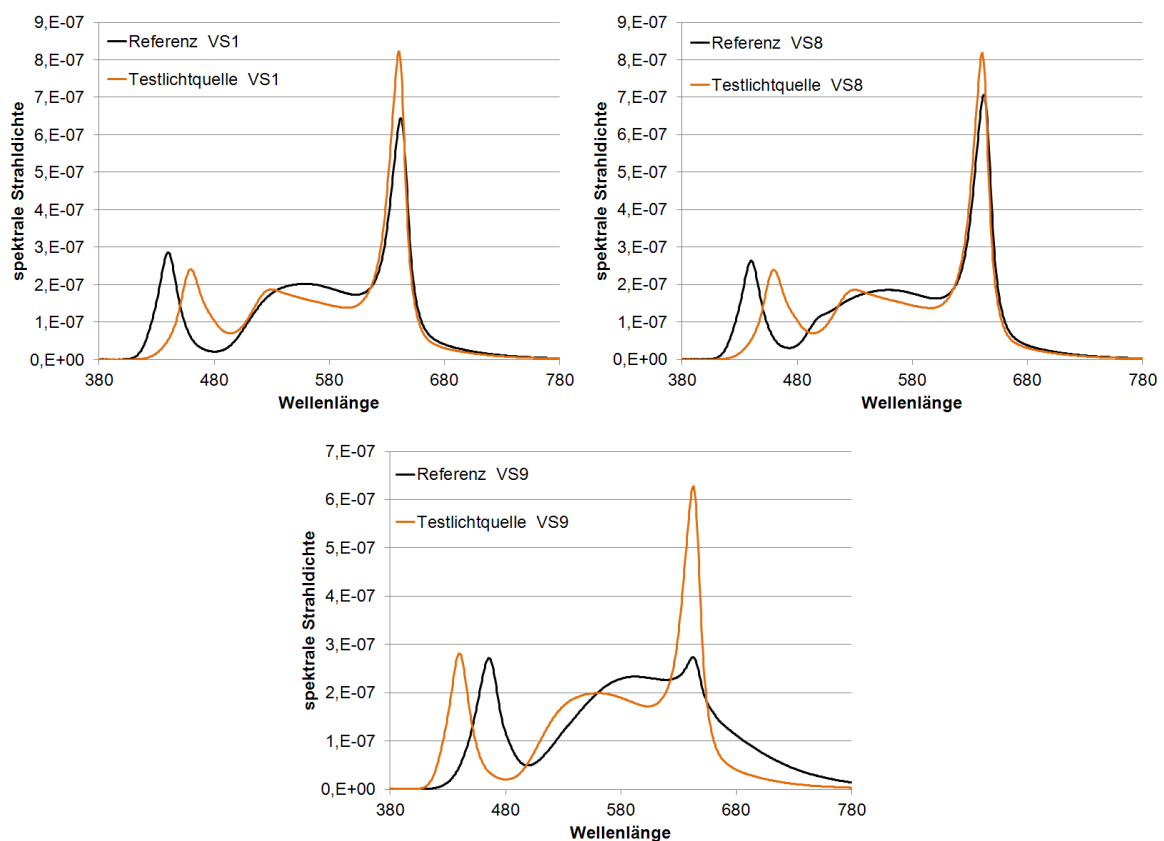 9,E-07
8,E-07
7,E-07
6,E-07
5,E-07
4,E-07
3,E-07
2,E-07
1,E-07
0,E+00
spektrale Strahldichte
Referenz VS1
Testlichtquelle VS1
380 480 580 680 780
Wellenlänge
9,E-07
8,E-07
7,E-07
6,E-07
5,E-07
4,E-07
3,E-07
2,E-07
1,E-07
0,E+00
spektrale Strahldichte
Referenz VS8
Testlichtquelle VS8
380 480 580 680 780
Wellenlänge
7,E-07
6,E-07
5,E-07
4,E-07
3,E-07
2,E-07
1,E-07
0,E+00
spektrale Strahldichte
Referenz VS9
Testlichtquelle VS9
380 480 580 680 780
Wellenlänge